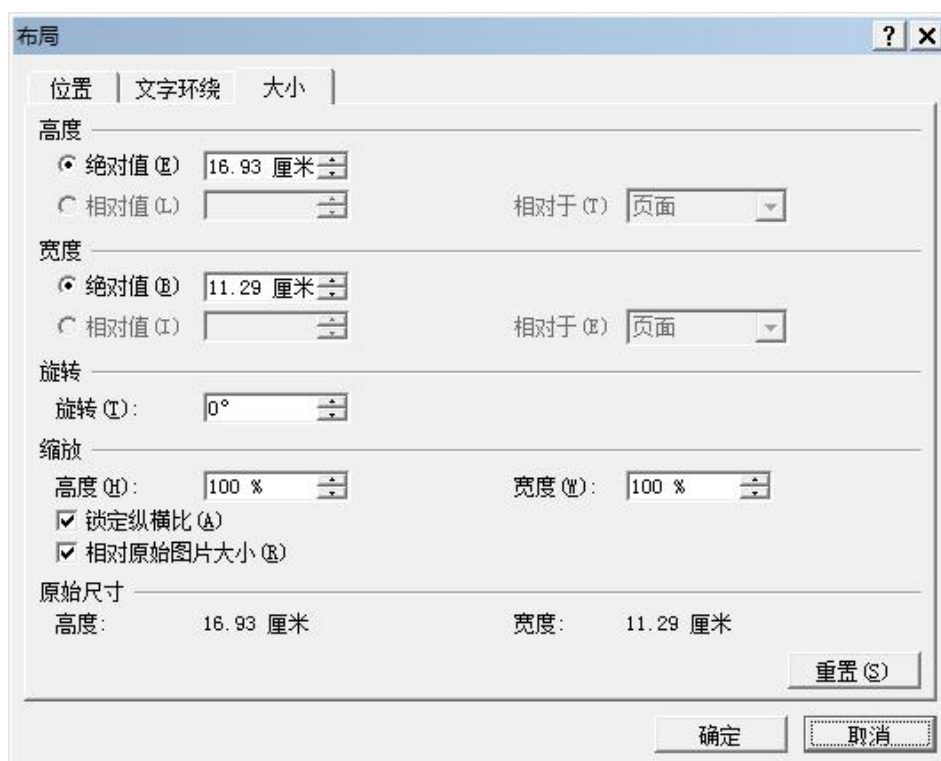 布局
位置 文字环绕 大小
高度
绝对值(E) 16.93 厘米
相对值(L) 相对于(T) 页面
宽度
绝对值(B) 11.29 厘米
相对值(I) 相对于(E) 页面
旋转
旋转(T): 0°
缩放
高度(H): 100 % 宽度(W): 100 %
锁定纵横比(A)
相对原始图片大小(R)
原始尺寸
高度: 16.93 厘米 宽度: 11.29 厘米
重置(S)
确定 取消